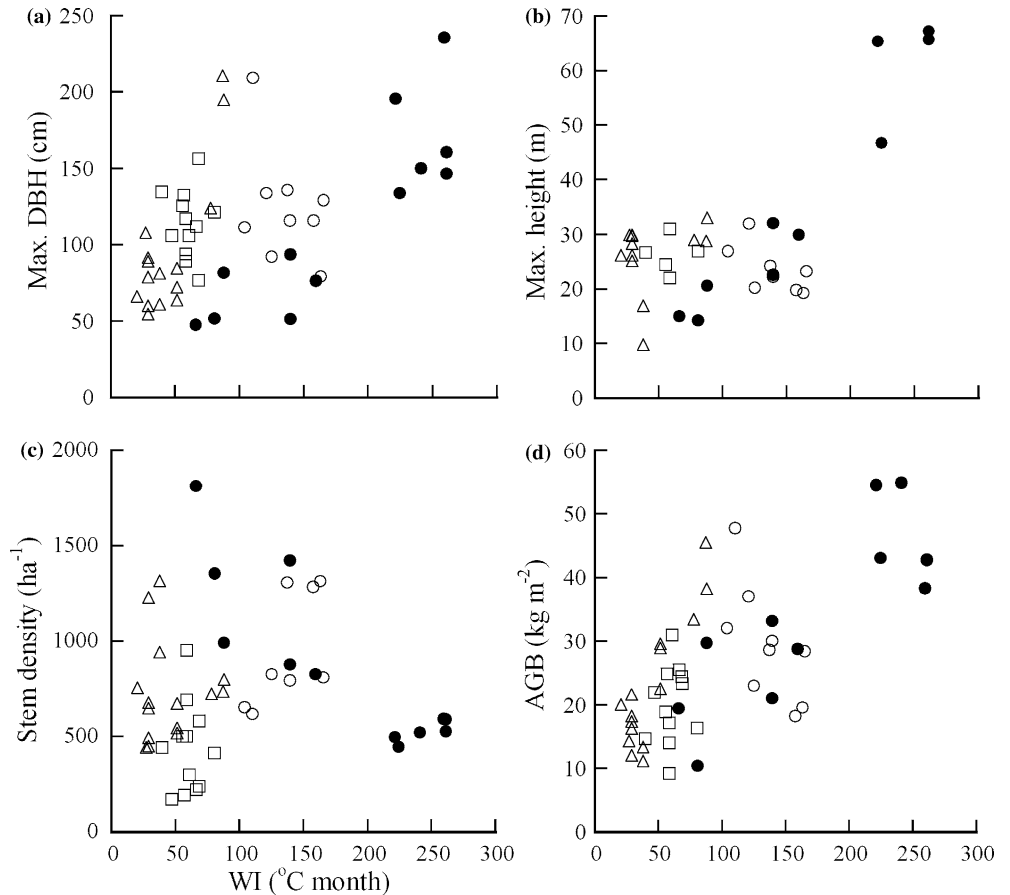 (a)
250
200
150
100
50
0
Max. DBH (cm)
(b)
70
60
50
40
30
20
10
0
Max. height (m)
(c)
2000
1500
1000
500
0
Stem density (ha⁻¹)
0 50 100 150 200 250 300
WI (°C month)
(d)
60
50
40
30
20
10
0
AGB (kg m⁻²)
0 50 100 150 200 250 300